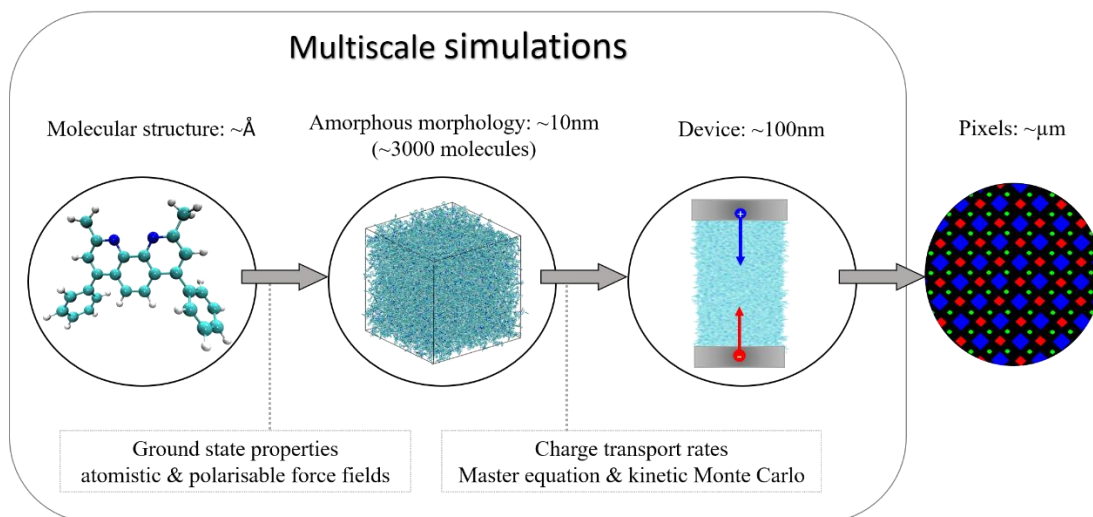 Multiscale simulations
Molecular structure: ~Å
Amorphous morphology: ~10nm
(~3000 molecules)
Device: ~100nm
Pixels: ~µm
+
-
Ground state properties
atomistic & polarisable force fields
Charge transport rates
Master equation & kinetic Monte Carlo